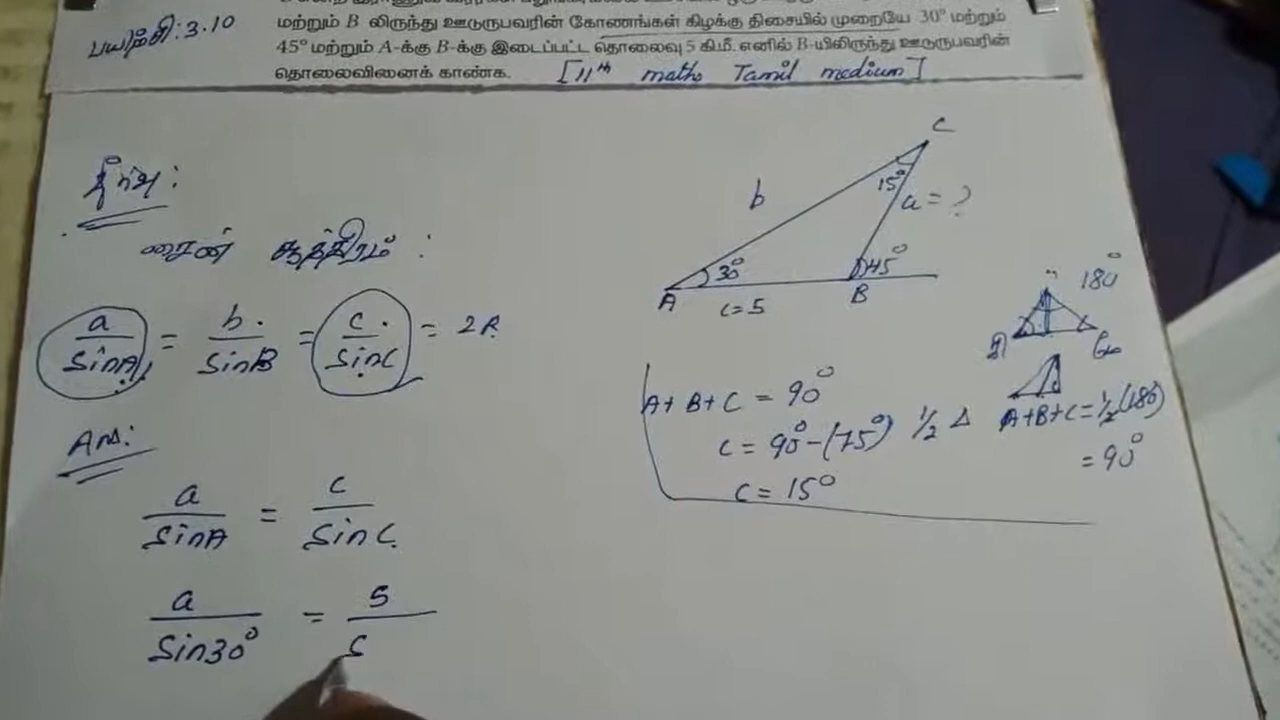 பயிற்சி: 3.10
மற்றும் B லிருந்து ஊடுருபவரின் கோணங்கள் கிழக்கு திசையில் முறையே 30° மற்றும்
45° மற்றும் A-க்கு B-க்கு இடைப்பட்ட தொலைவு 5 கி.மீ. எனில் B-யிலிருந்து ஊடுருபவரின்
தொலைவினைக் காண்க. [11th maths Tamil medium]
தீர்வு:
சைன் சூத்திரம் :
a/sinA = b/sinB = c/sinC = 2R
Ans:
a/sinA = c/sinC
a/sin30° = 5/s
C
15°
b
a = ?
30°
45°
A
c=5
B
180°
A+B+C = 90°
C = 90° - (75°) 1/2 Δ
C = 15°
A+B+C = 1/2 (180)
= 90°